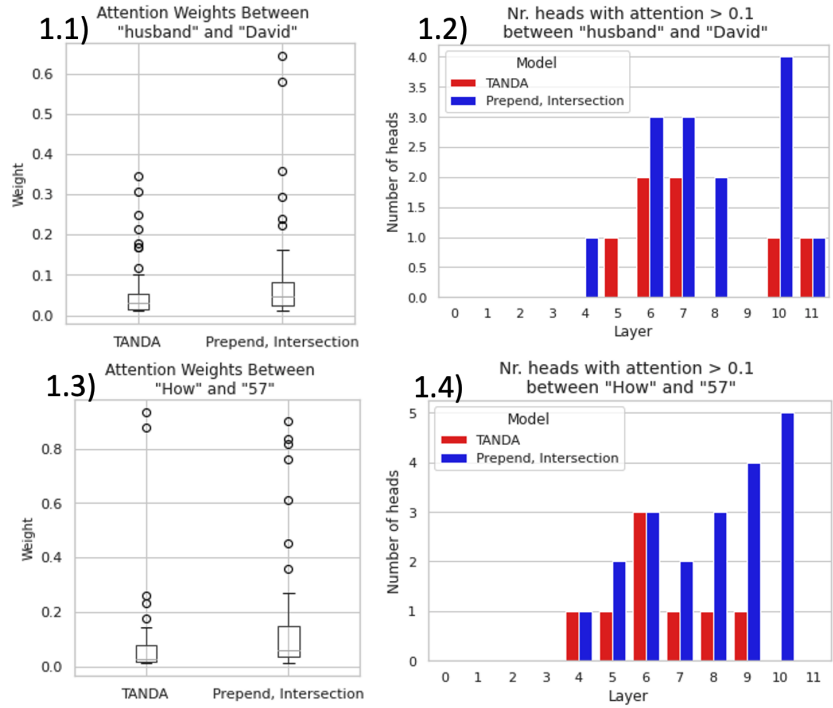 1.1)
Attention Weights Between
"husband" and "David"
Weight
0.6
0.5
0.4
0.3
0.2
0.1
0.0
TANDA Prepend, Intersection
1.2)
Nr. heads with attention > 0.1
between "husband" and "David"
Number of heads
4.0
3.5
3.0
2.5
2.0
1.5
1.0
0.5
0.0
Model
TANDA
Prepend, Intersection
0 1 2 3 4 5 6 7 8 9 10 11
Layer
1.3)
Attention Weights Between
"How" and "57"
Weight
0.8
0.6
0.4
0.2
0.0
TANDA Prepend, Intersection
1.4)
Nr. heads with attention > 0.1
between "How" and "57"
Number of heads
5
4
3
2
1
0
Model
TANDA
Prepend, Intersection
0 1 2 3 4 5 6 7 8 9 10 11
Layer